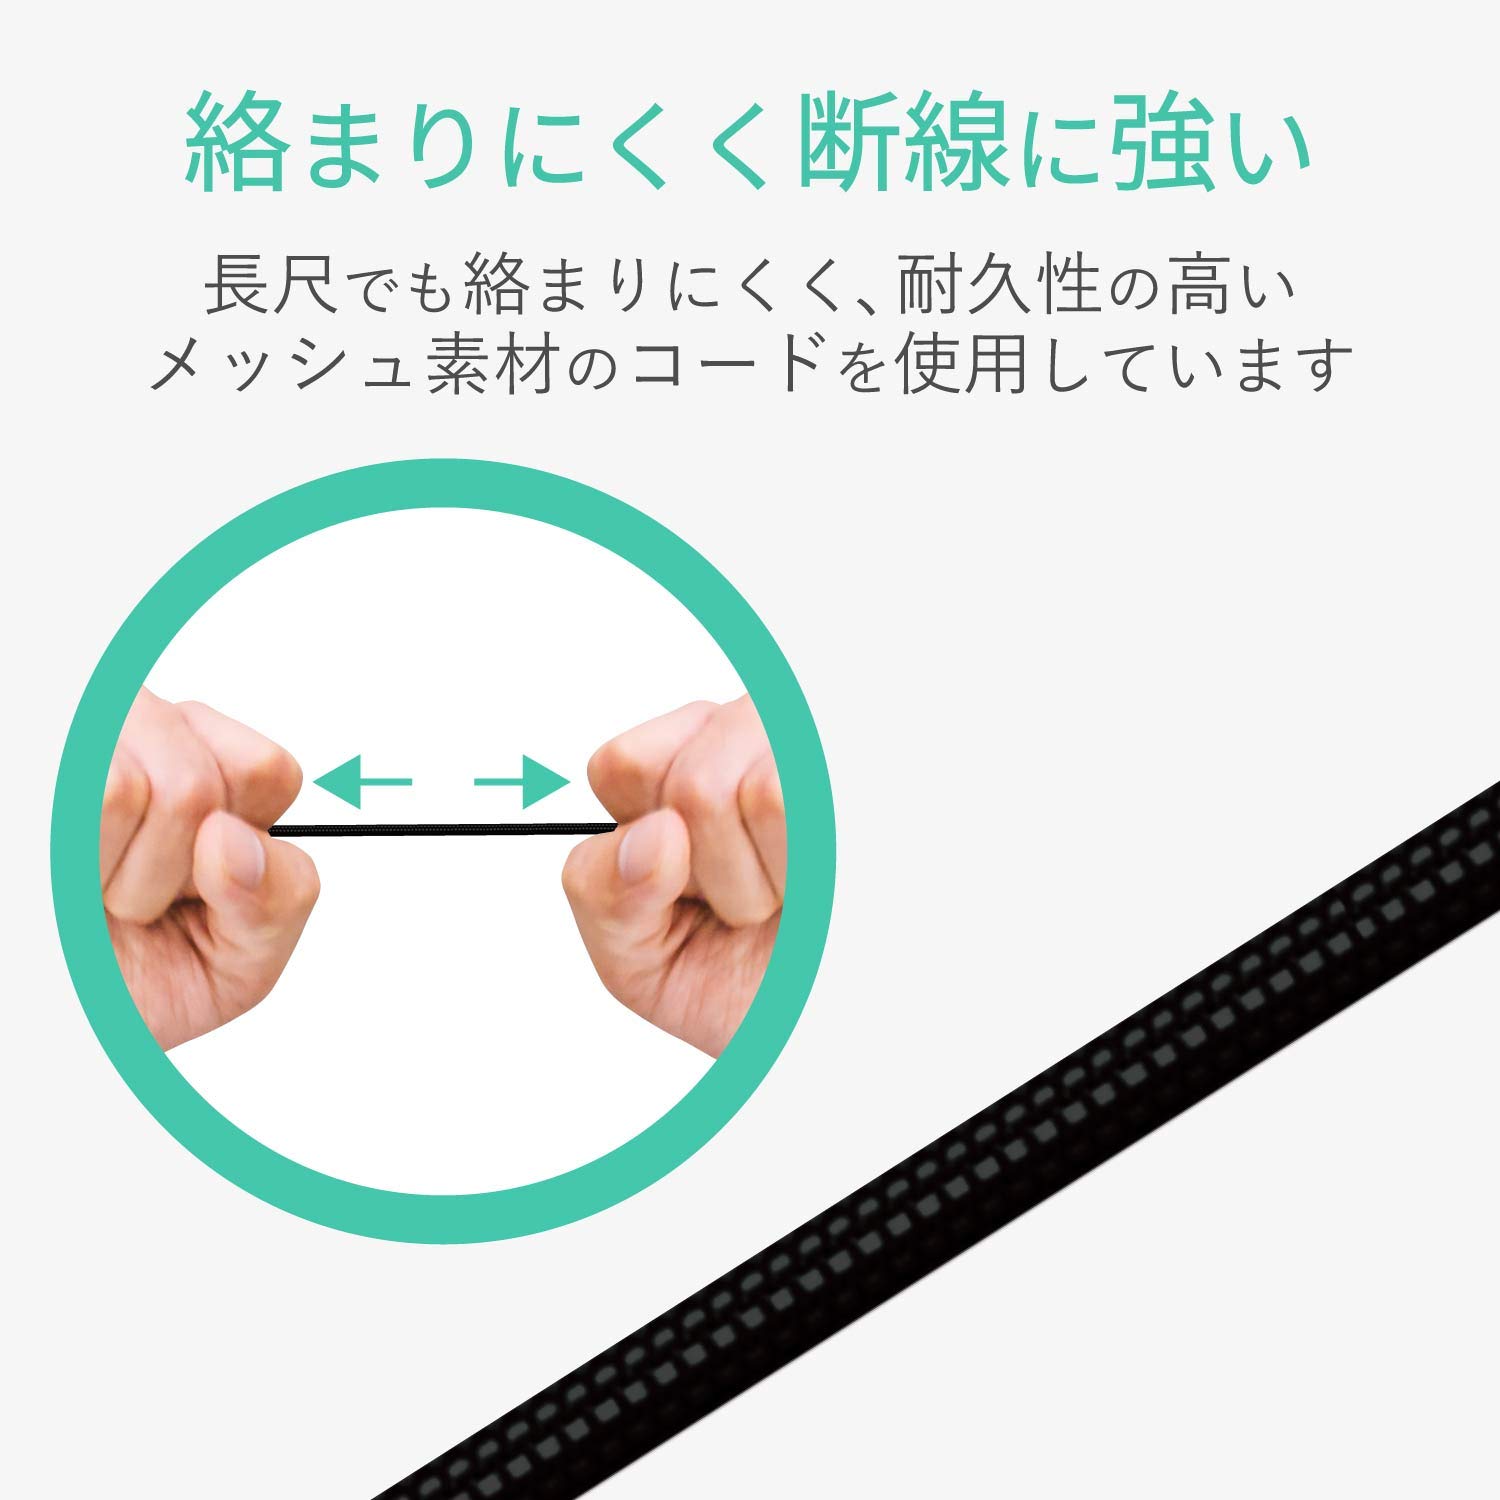 絡まりにくく断線に強い
長尺でも絡まりにくく、耐久性の高い
メッシュ素材のコードを使用しています